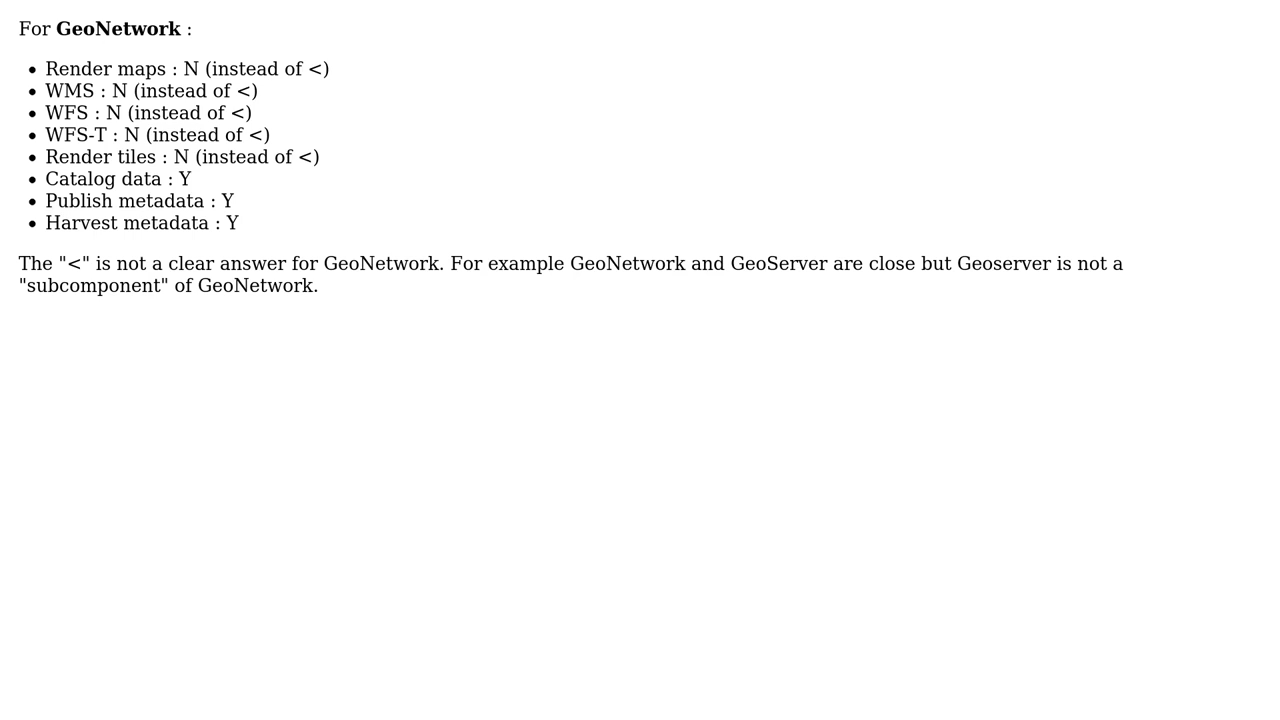 For GeoNetwork :
Render maps : N (instead of <)
WMS : N (instead of <)
WFS : N (instead of <)
WFS-T : N (instead of <)
Render tiles : N (instead of <)
Catalog data : Y
Publish metadata : Y
Harvest metadata : Y
The "<" is not a clear answer for GeoNetwork. For example GeoNetwork and GeoServer are close but Geoserver is not a
"subcomponent" of GeoNetwork.